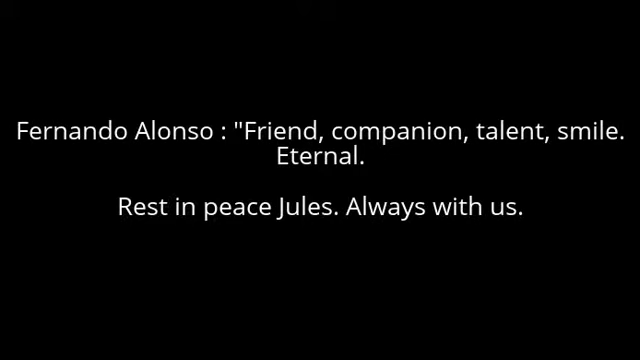 Fernando Alonso : "Friend, companion, talent, smile.
Eternal.
Rest in peace Jules. Always with us.